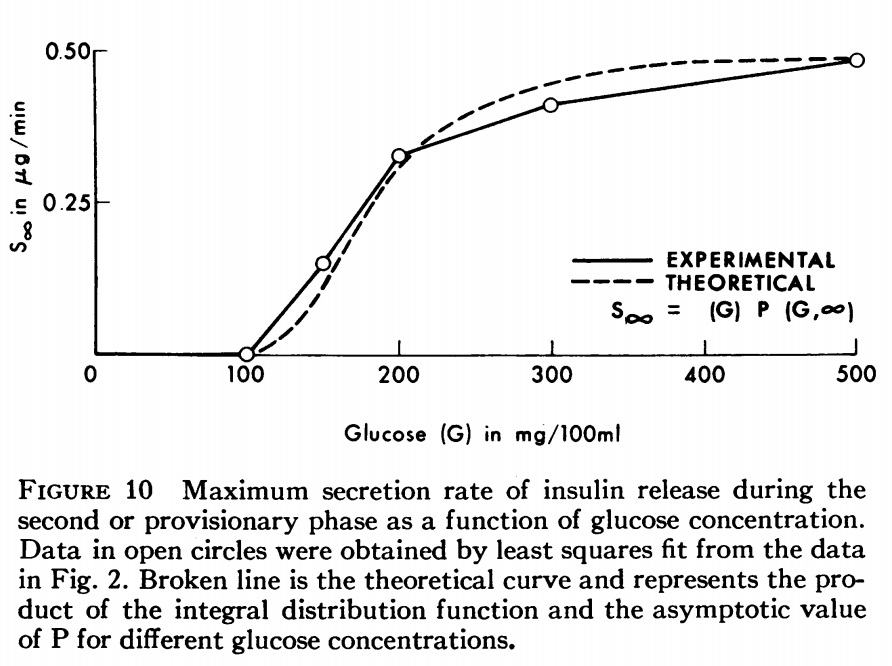 0.50
S∞ in μg/min
0.25
EXPERIMENTAL
THEORETICAL
S∞ = (G) P (G,∞)
0 100 200 300 400 500
Glucose (G) in mg/100ml
FIGURE 10 Maximum secretion rate of insulin release during the
second or provisionary phase as a function of glucose concentration.
Data in open circles were obtained by least squares fit from the data
in Fig. 2. Broken line is the theoretical curve and represents the pro-
duct of the integral distribution function and the asymptotic value
of P for different glucose concentrations.